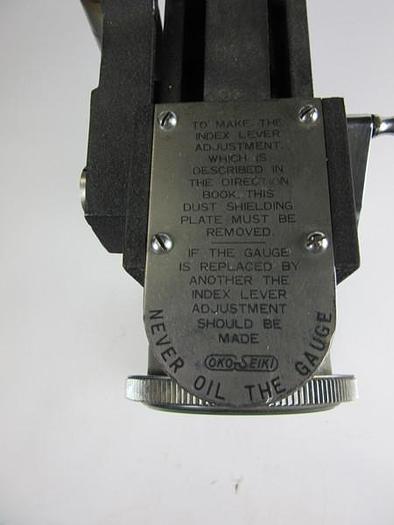 TO MAKE THE
INDEX LEVER
ADJUSTMENT,
WHICH IS
DESCRIBED IN
THE DIRECTION
BOOK, THIS
DUST SHIELDING
PLATE MUST BE
REMOVED.
IF THE GAUGE
IS REPLACED BY
ANOTHER THE
INDEX LEVER
ADJUSTMENT
SHOULD BE
MADE
OKO-SEIKI
NEVER OIL THE GAUGE